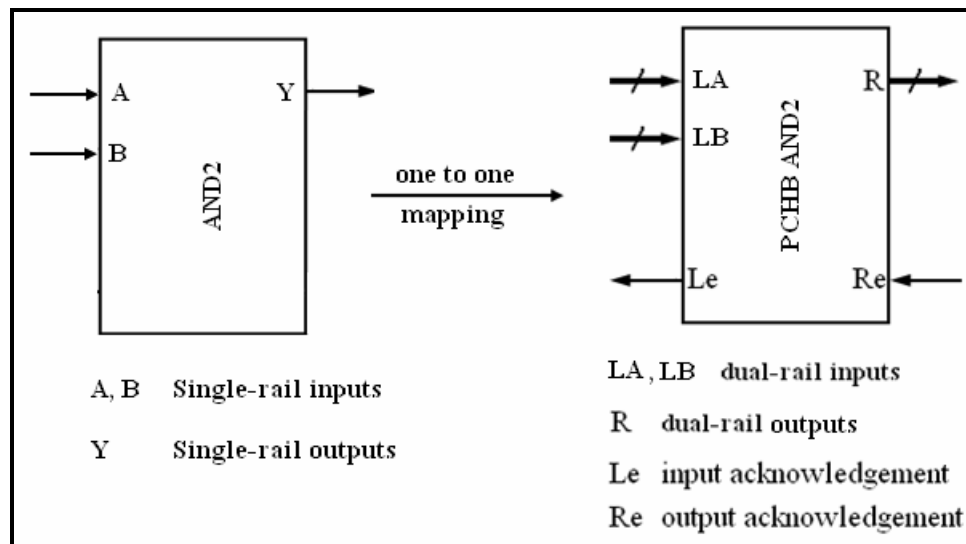 A
Y
B
AND2
one to one
mapping
LA
R
LB
PCHB AND2
Le
Re
A, B Single-rail inputs
Y Single-rail outputs
LA , LB dual-rail inputs
R dual-rail outputs
Le input acknowledgement
Re output acknowledgement